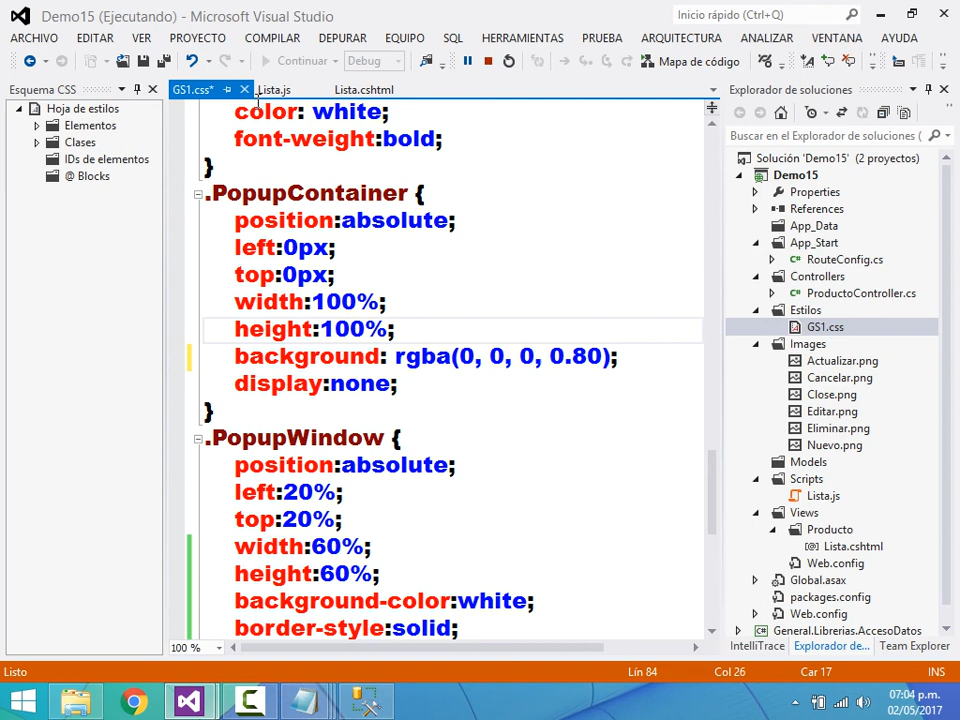 Demo15 (Ejecutando) - Microsoft Visual Studio
Inicio rápido (Ctrl+Q)
ARCHIVO EDITAR VER PROYECTO COMPILAR DEPURAR EQUIPO SQL HERRAMIENTAS PRUEBA ARQUITECTURA ANALIZAR VENTANA AYUDA
Continuar Debug Mapa de código
Esquema CSS
Hoja de estilos
Elementos
Clases
IDs de elementos
@ Blocks
GS1.css* Lista.js Lista.cshtml
color: white;
font-weight:bold;
}
.PopupContainer {
position:absolute;
left:0px;
top:0px;
width:100%;
height:100%;
background: rgba(0, 0, 0, 0.80);
display:none;
}
.PopupWindow {
position:absolute;
left:20%;
top:20%;
width:60%;
height:60%;
background-color:white;
border-style:solid;
100 %
Explorador de soluciones
Buscar en el Explorador de soluciones
Solución 'Demo15' (2 proyectos)
Demo15
Properties
References
App_Data
App_Start
RouteConfig.cs
Controllers
ProductoController.cs
Estilos
GS1.css
Images
Actualizar.png
Cancelar.png
Close.png
Editar.png
Eliminar.png
Nuevo.png
Models
Scripts
Lista.js
Views
Producto
Lista.cshtml
Web.config
Global.asax
packages.config
Web.config
General.Librerias.AccesoDatos
IntelliTrace Explorador de... Team Explorer
Listo Lín 84 Col 26 Car 17 INS
07:04 p.m.
02/05/2017